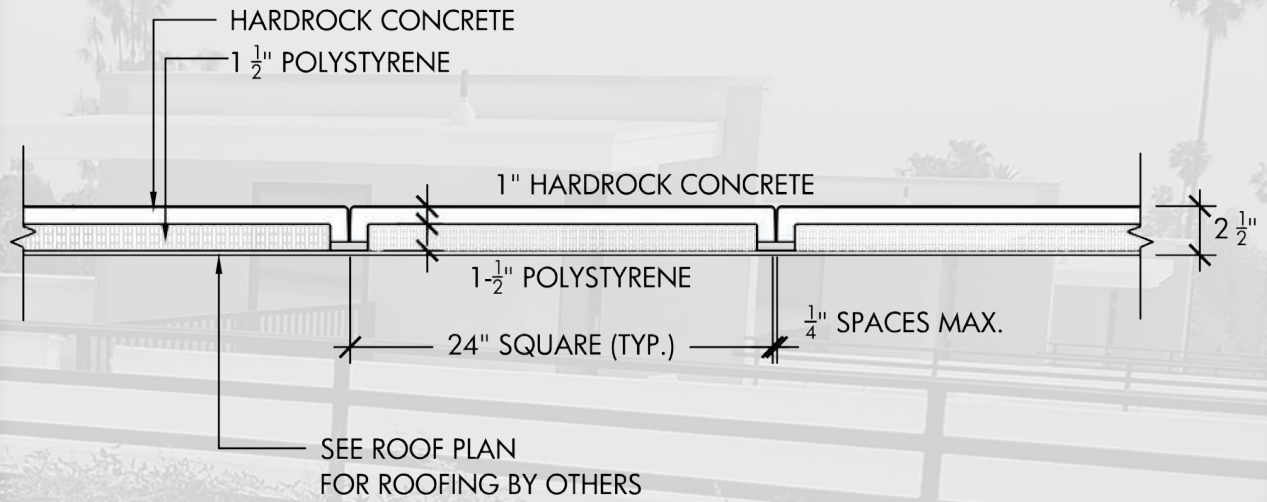 HARDROCK CONCRETE
1 1/2" POLYSTYRENE
1" HARDROCK CONCRETE
2 1/2"
1-1/2" POLYSTYRENE
1/4" SPACES MAX.
24" SQUARE (TYP.)
SEE ROOF PLAN
FOR ROOFING BY OTHERS